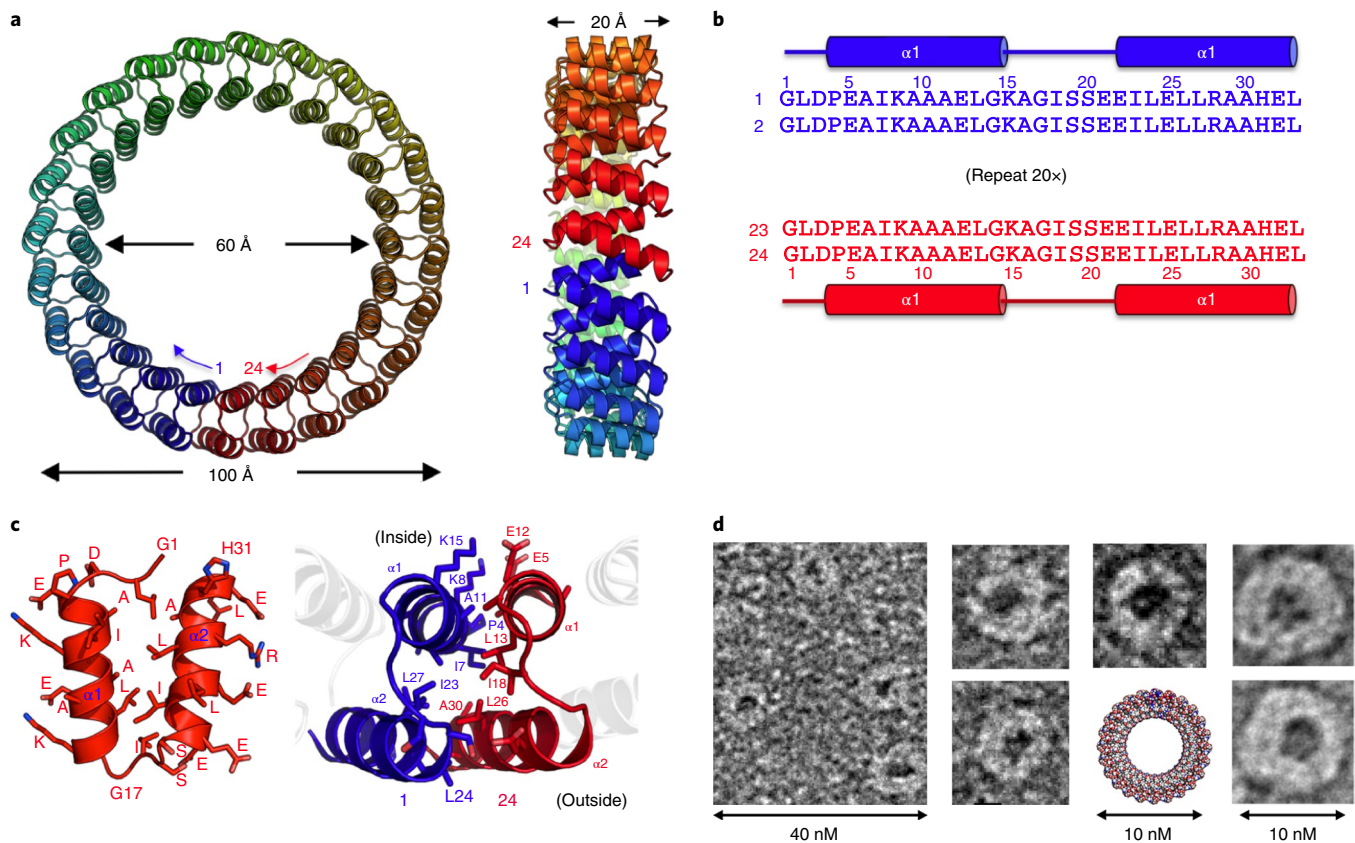 a
20 Å
60 Å
24
1
1
24
100 Å
b
α1
α1
1 5 10 15 20 25 30
1 GLDPEAIKAAAELGKAGISSEEILELLRAAHEL
2 GLDPEAIKAAAELGKAGISSEEILELLRAAHEL
(Repeat 20×)
23 GLDPEAIKAAAELGKAGISSEEILELLRAAHEL
24 GLDPEAIKAAAELGKAGISSEEILELLRAAHEL
1 5 10 15 20 25 30
α1
α1
c
G1
H31
P
D
E
A
A
E
L
K
I
α2
L
R
A
E
α1
L
I
E
A
L
K
I
S
E
E
S
G17
(Inside)
K15
E12
E5
α1
K8
A11
P4
α1
L13
I7
I18
L27
I23
α2
A30
L26
α2
1
L24
24
(Outside)
d
40 nM
10 nM
10 nM